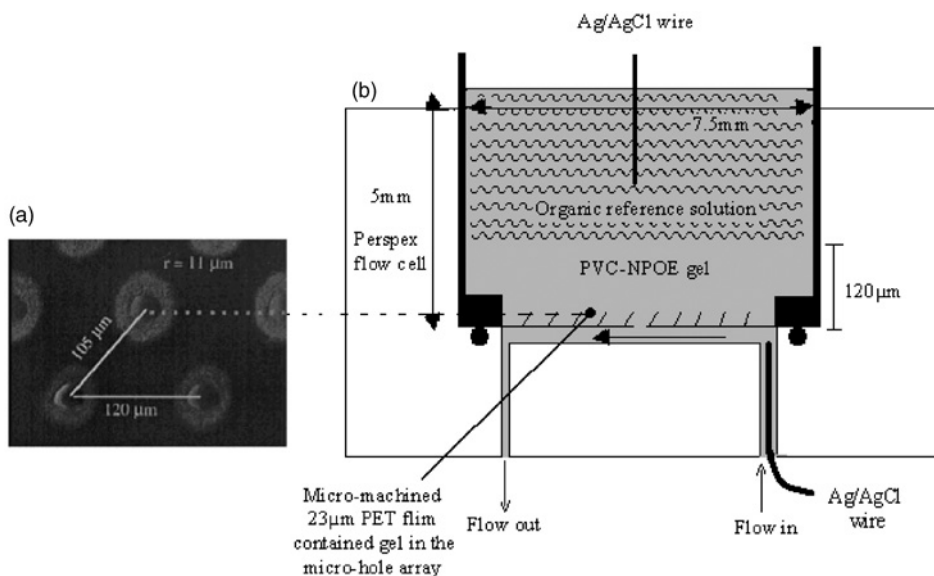 Ag/AgCl wire
(b)
7.5mm
5mm
Perspex
flow cell
Organic reference solution
PVC-NPOE gel
120µm
(a)
r = 11 µm
105 µm
120 µm
Micro-machined
23µm PET flim
contained gel in the
micro-hole array
Flow out
Flow in
Ag/AgCl
wire